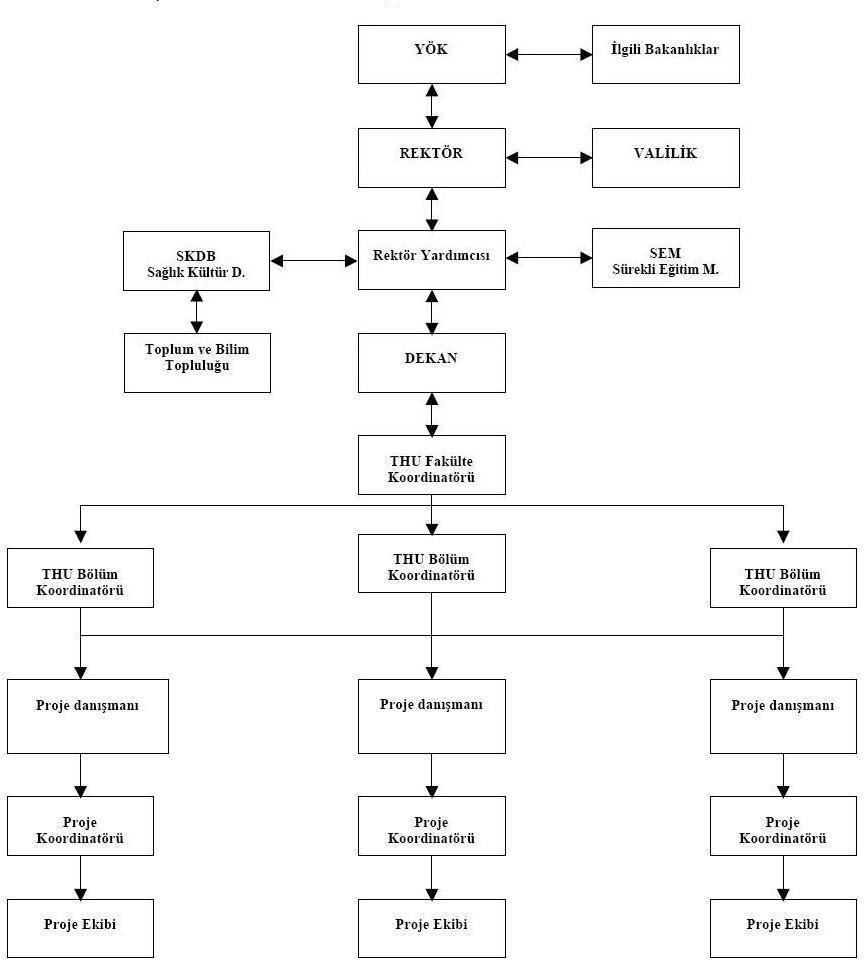 YÖK
İlgili Bakanlıklar
REKTÖR
VALİLİK
SKDB
Sağlık Kültür D.
Rektör Yardımcısı
SEM
Sürekli Eğitim M.
Toplum ve Bilim
Topluluğu
DEKAN
THU Fakülte
Koordinatörü
THU Bölüm
Koordinatörü
THU Bölüm
Koordinatörü
THU Bölüm
Koordinatörü
Proje danışmanı
Proje danışmanı
Proje danışmanı
Proje
Koordinatörü
Proje
Koordinatörü
Proje
Koordinatörü
Proje Ekibi
Proje Ekibi
Proje Ekibi